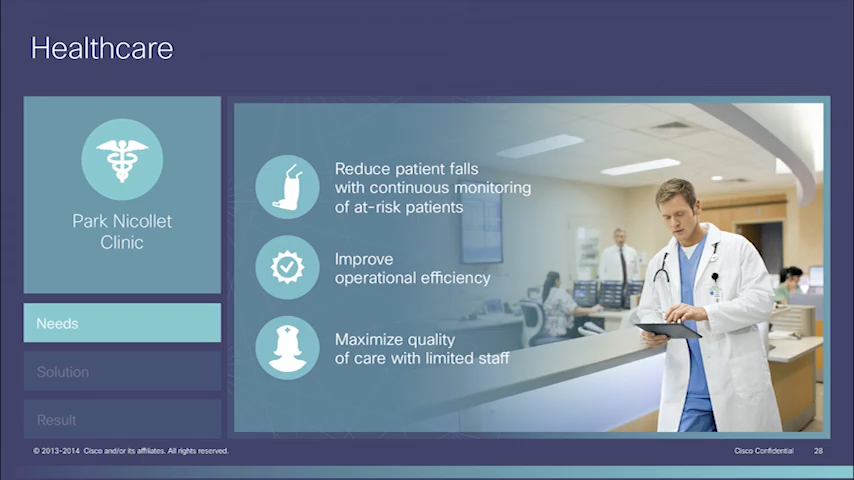 Healthcare
Park Nicollet
Clinic
Needs
Solution
Result
Reduce patient falls
with continuous monitoring
of at-risk patients
Improve
operational efficiency
Maximize quality
of care with limited staff
© 2013-2014 Cisco and/or its affiliates. All rights reserved.
Cisco Confidential
28